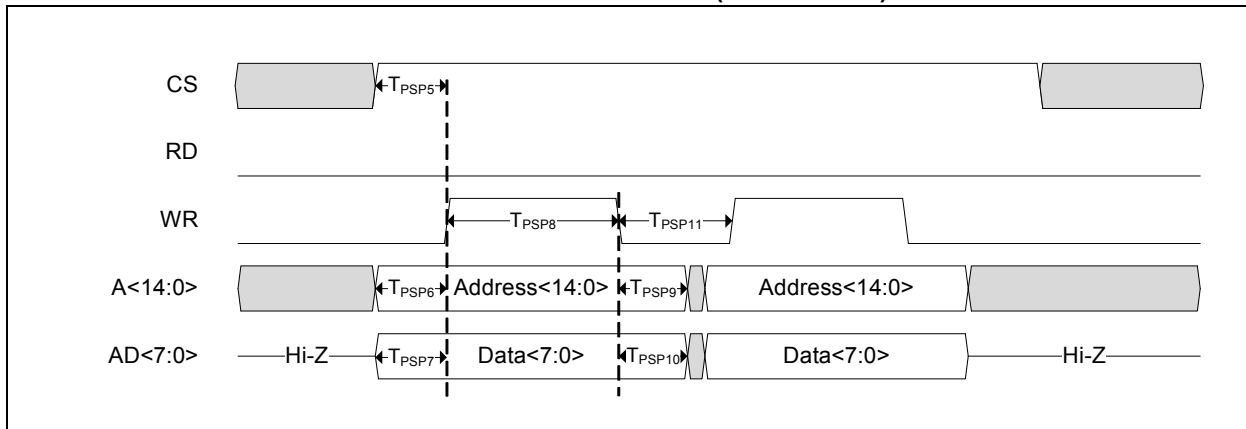 CS TPSP5
RD
WR TPSP8 TPSP11
A<14:0> TPSP6 Address<14:0> TPSP9 Address<14:0>
AD<7:0> Hi-Z TPSP7 Data<7:0> TPSP10 Data<7:0> Hi-Z